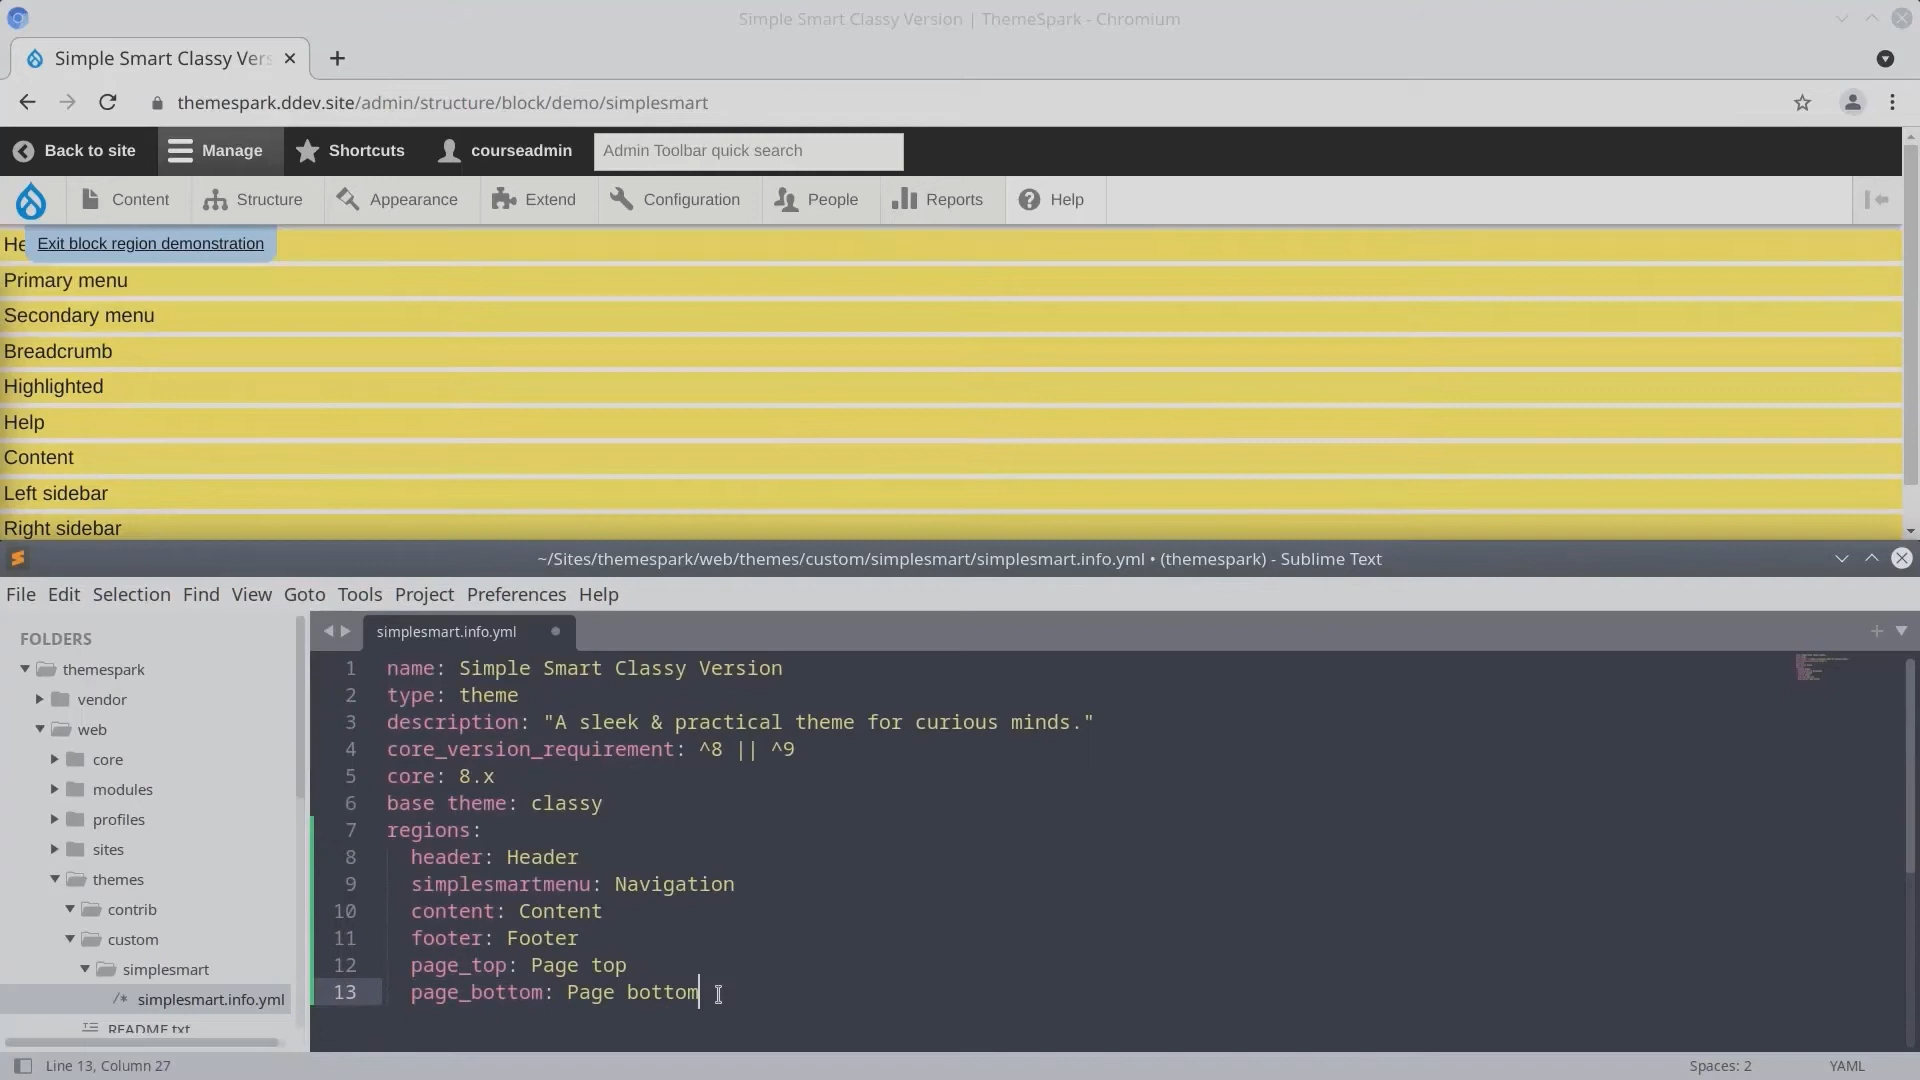 Simple Smart Classy Version | ThemeSpark - Chromium
Simple Smart Classy Vers
themespark.ddev.site/admin/structure/block/demo/simplesmart
Back to site Manage Shortcuts courseadmin Admin Toolbar quick search
Content Structure Appearance Extend Configuration People Reports Help
He Exit block region demonstration
Primary menu
Secondary menu
Breadcrumb
Highlighted
Help
Content
Left sidebar
Right sidebar
~/Sites/themespark/web/themes/custom/simplesmart/simplesmart.info.yml • (themespark) - Sublime Text
File Edit Selection Find View Goto Tools Project Preferences Help
FOLDERS
themespark
vendor
web
core
modules
profiles
sites
themes
contrib
custom
simplesmart
/* simplesmart.info.yml
README.txt
simplesmart.info.yml
1 name: Simple Smart Classy Version
2 type: theme
3 description: "A sleek & practical theme for curious minds."
4 core_version_requirement: ^8 || ^9
5 core: 8.x
6 base theme: classy
7 regions:
8 header: Header
9 simplesmartmenu: Navigation
10 content: Content
11 footer: Footer
12 page_top: Page top
13 page_bottom: Page bottom
Line 13, Column 27
Spaces: 2
YAML